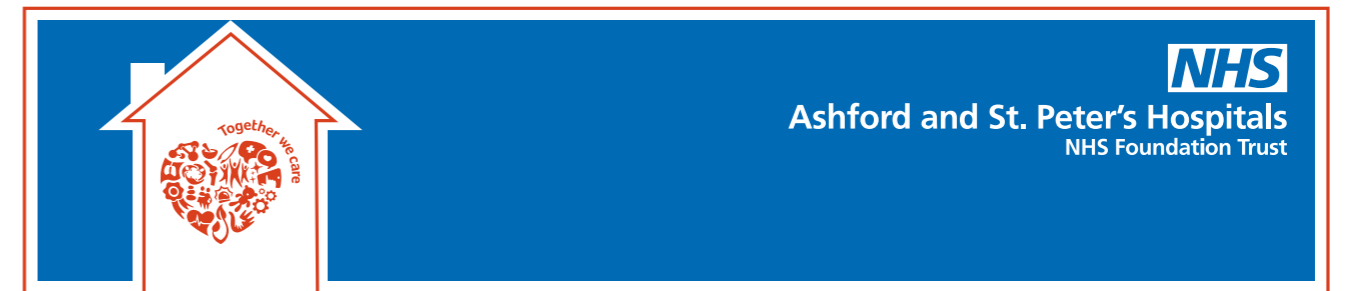 Together we care
NHS
Ashford and St. Peter's Hospitals
NHS Foundation Trust